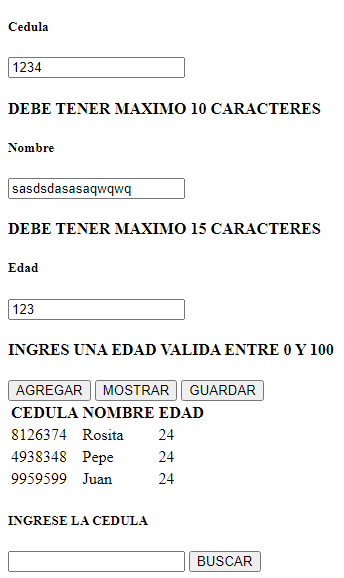 Cedula
1234
DEBE TENER MAXIMO 10 CARACTERES
Nombre
sasdsdasasaqwqwq
DEBE TENER MAXIMO 15 CARACTERES
Edad
123
INGRES UNA EDAD VALIDA ENTRE 0 Y 100
AGREGAR MOSTRAR GUARDAR
CEDULA NOMBRE EDAD
8126374 Rosita 24
4938348 Pepe 24
9959599 Juan 24
INGRESE LA CEDULA
BUSCAR